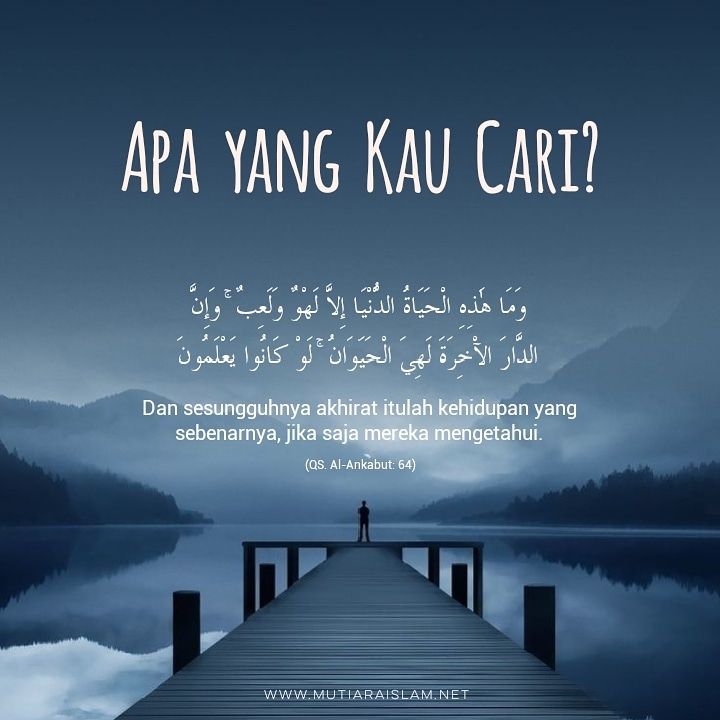 APA YANG KAU CARI?
وَمَا هَٰذِهِ الْحَيَاةُ الدُّنْيَا إِلاَّ لَهْوٌ وَلَعِبٌ ۚ وَإِنَّ
الدَّارَ الْآخِرَةَ لَهِيَ الْحَيَوَانُ ۚ لَوْ كَانُوا يَعْلَمُونَ
Dan sesungguhnya akhirat itulah kehidupan yang
sebenarnya, jika saja mereka mengetahui.
(QS. Al-Ankabut: 64)
WWW.MUTIARAISLAM.NET